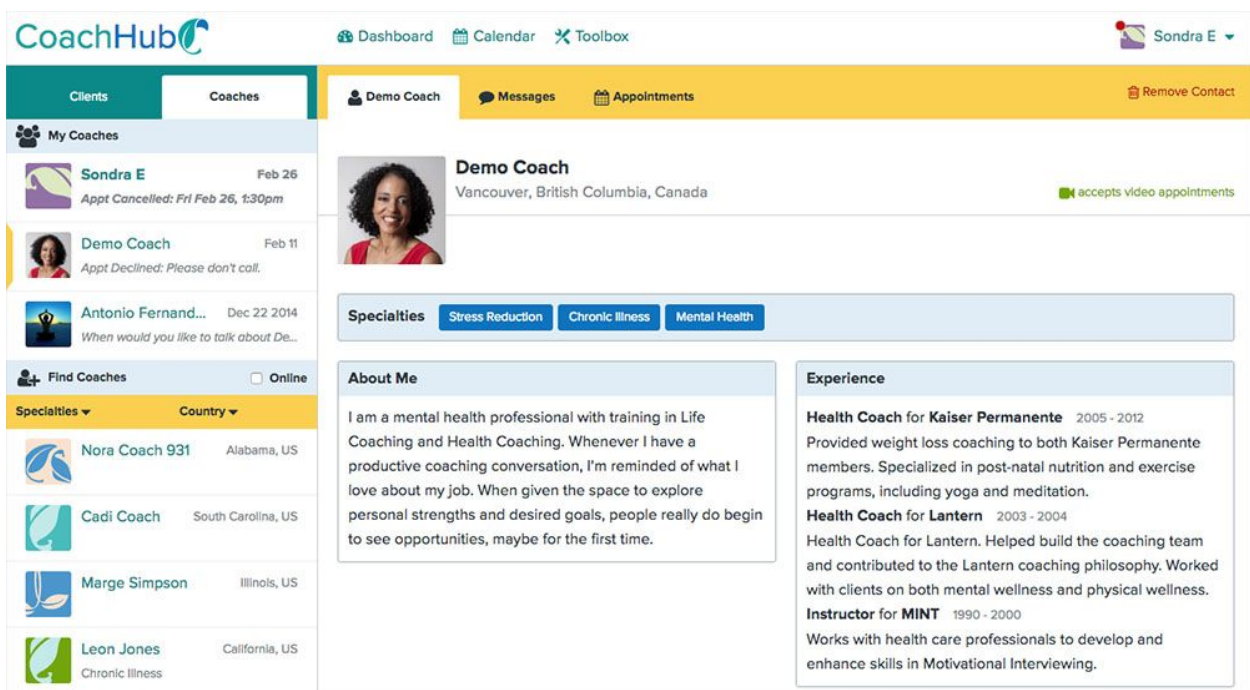 CoachHub
Dashboard Calendar Toolbox
Sondra E
Clients Coaches
Demo Coach Messages Appointments
Remove Contact
My Coaches
Sondra E Feb 26
Appt Cancelled: Fri Feb 26, 1:30pm
Demo Coach Feb 11
Appt Declined: Please don't call.
Antonio Fernand... Dec 22 2014
When would you like to talk about De...
Find Coaches Online
Specialties Country
Nora Coach 931 Alabama, US
Cadi Coach South Carolina, US
Marge Simpson Illinois, US
Leon Jones California, US
Chronic Illness
Demo Coach
Vancouver, British Columbia, Canada
accepts video appointments
Specialties Stress Reduction Chronic Illness Mental Health
About Me
I am a mental health professional with training in Life
Coaching and Health Coaching. Whenever I have a
productive coaching conversation, I'm reminded of what I
love about my job. When given the space to explore
personal strengths and desired goals, people really do begin
to see opportunities, maybe for the first time.
Experience
Health Coach for Kaiser Permanente 2005 - 2012
Provided weight loss coaching to both Kaiser Permanente
members. Specialized in post-natal nutrition and exercise
programs, including yoga and meditation.
Health Coach for Lantern 2003 - 2004
Health Coach for Lantern. Helped build the coaching team
and contributed to the Lantern coaching philosophy. Worked
with clients on both mental wellness and physical wellness.
Instructor for MINT 1990 - 2000
Works with health care professionals to develop and
enhance skills in Motivational Interviewing.